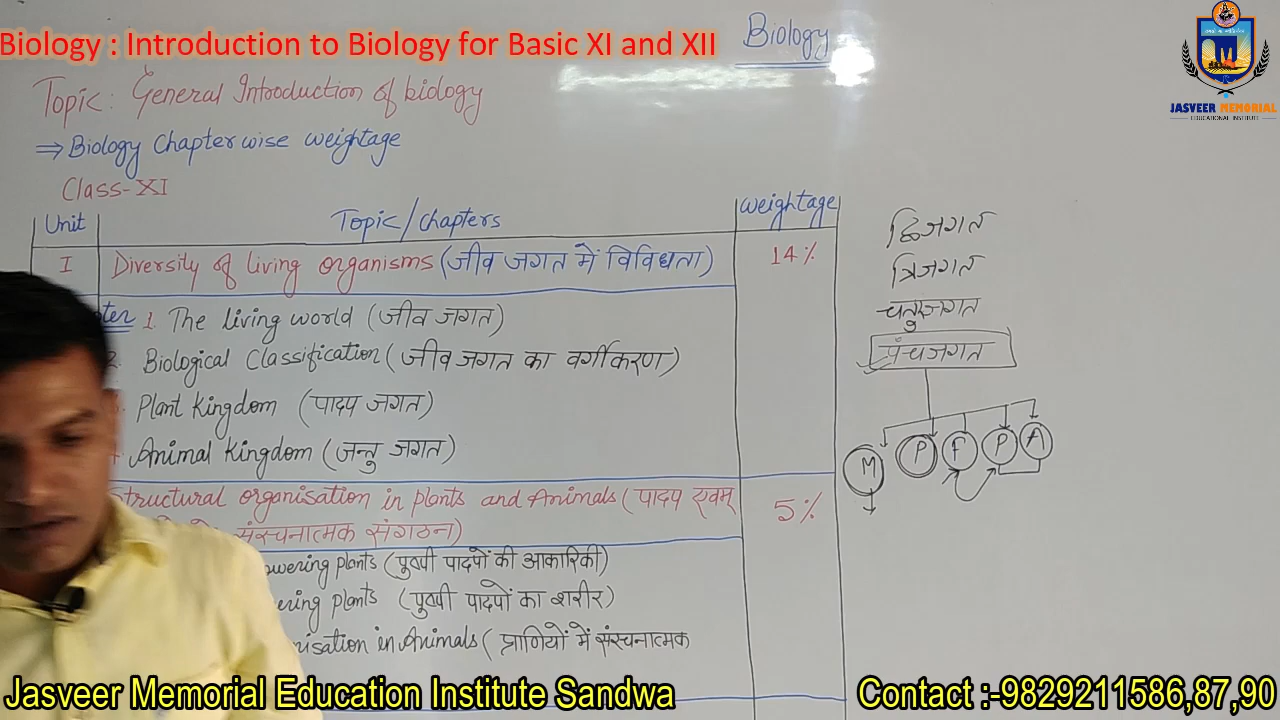 Biology : Introduction to Biology for Basic XI and XII
Biology
JASVEER MEMORIAL
EDUCATIONAL INSTITUTE
Topic: General Introduction of biology
⇒ Biology Chapterwise weightage
Class-XI
Unit Topic/chapters weightage
I Diversity of living organisms (जीव जगत में विविधता) 14%
1. The living world (जीव जगत)
2. Biological Classification (जीव जगत का वर्गीकरण)
Plant Kingdom (पादप जगत)
Animal Kingdom (जन्तु जगत)
Structural organisation in plants and Animals (पादप एवम् 5%
संरचनात्मक संगठन)
plants (पुष्पी पादपों की आकारिकी)
plants (पुष्पी पादपों का शरीर)
in Animals (प्राणियों में संरचनात्मक
द्विजगत
त्रिजगत
चतुरजगत
पंचजगत
M P F P A
Jasveer Memorial Education Institute Sandwa
Contact :-9829211586,87,90